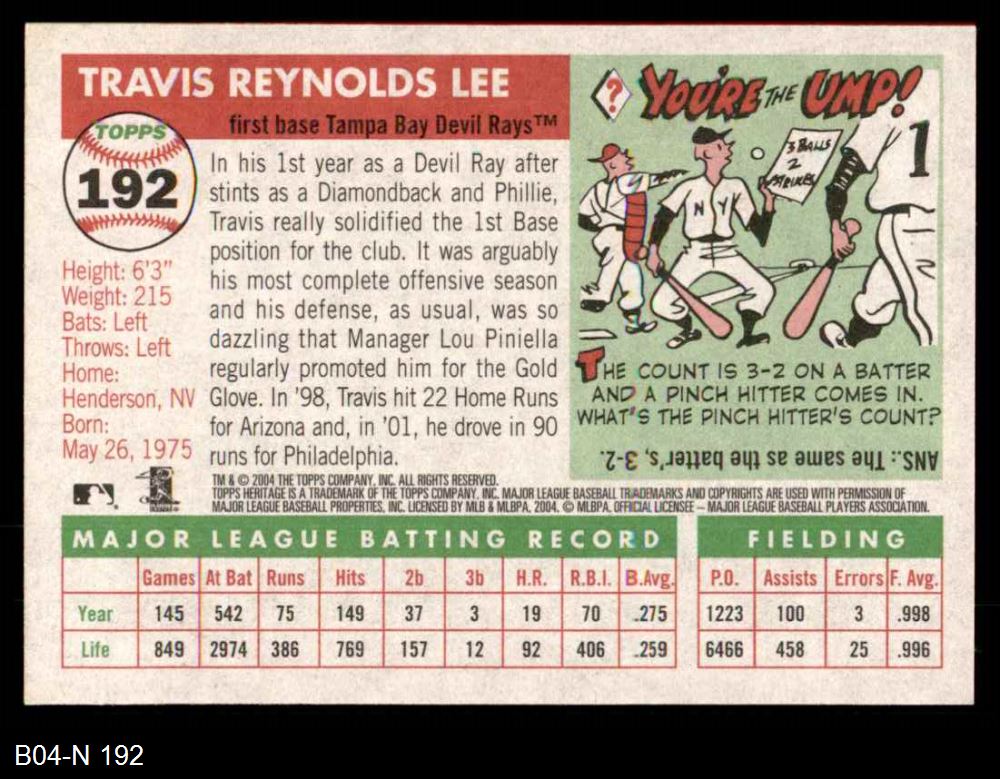 TRAVIS REYNOLDS LEE
first base Tampa Bay Devil Rays™
TOPPS
192
Height: 6'3"
Weight: 215
Bats: Left
Throws: Left
Home:
Henderson, NV
Born:
May 26, 1975
In his 1st year as a Devil Ray after
stints as a Diamondback and Phillie,
Travis really solidified the 1st Base
position for the club. It was arguably
his most complete offensive season
and his defense, as usual, was so
dazzling that Manager Lou Piniella
regularly promoted him for the Gold
Glove. In '98, Travis hit 22 Home Runs
for Arizona and, in '01, he drove in 90
runs for Philadelphia.
?
YOU'RE THE UMP!
3 BALLS
2
STRIKES
NY
1
THE COUNT IS 3-2 ON A BATTER
AND A PINCH HITTER COMES IN.
WHAT'S THE PINCH HITTER'S COUNT?
ANS.: The same as the batter's, 3-2.
TM & © 2004 THE TOPPS COMPANY, INC. ALL RIGHTS RESERVED.
TOPPS HERITAGE IS A TRADEMARK OF THE TOPPS COMPANY, INC. MAJOR LEAGUE BASEBALL TRADEMARKS AND COPYRIGHTS ARE USED WITH PERMISSION OF
MAJOR LEAGUE BASEBALL PROPERTIES, INC. LICENSED BY MLB & MLBPA. 2004. © MLBPA. OFFICIAL LICENSEE – MAJOR LEAGUE BASEBALL PLAYERS ASSOCIATION.
MAJOR LEAGUE BATTING RECORD FIELDING
Games At Bat Runs Hits 2b 3b H.R. R.B.I. B.Avg. P.O. Assists Errors F. Avg.
Year 145 542 75 149 37 3 19 70 .275 1223 100 3 .998
Life 849 2974 386 769 157 12 92 406 .259 6466 458 25 .996
B04-N 192